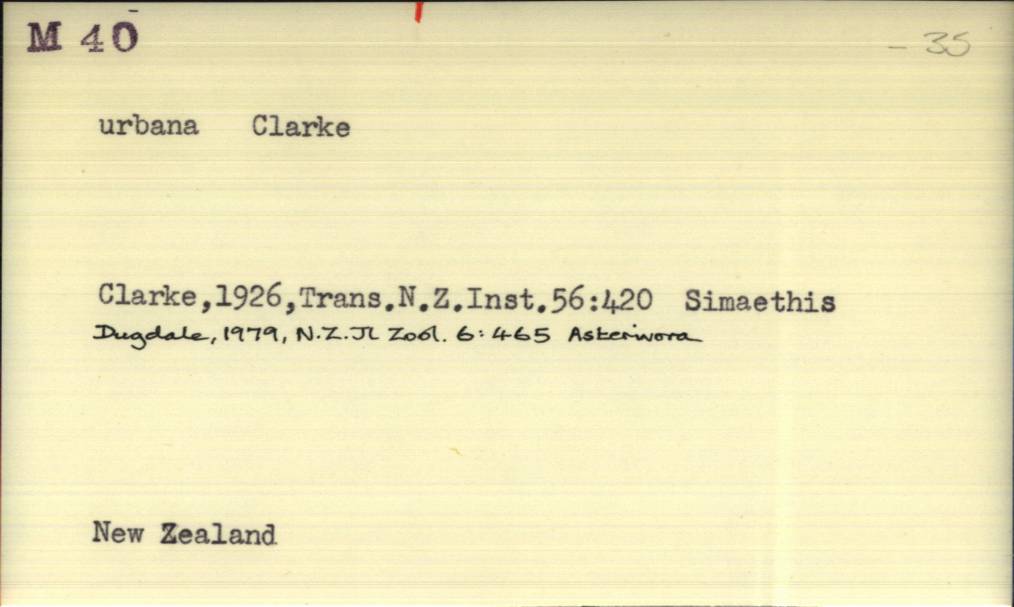 M 40
- 35
urbana Clarke
Clarke,1926,Trans.N.Z.Inst.56:420 Simaethis
Dugdale, 1979, N.Z. Jl Zool. 6: 465 Asterivora
New Zealand